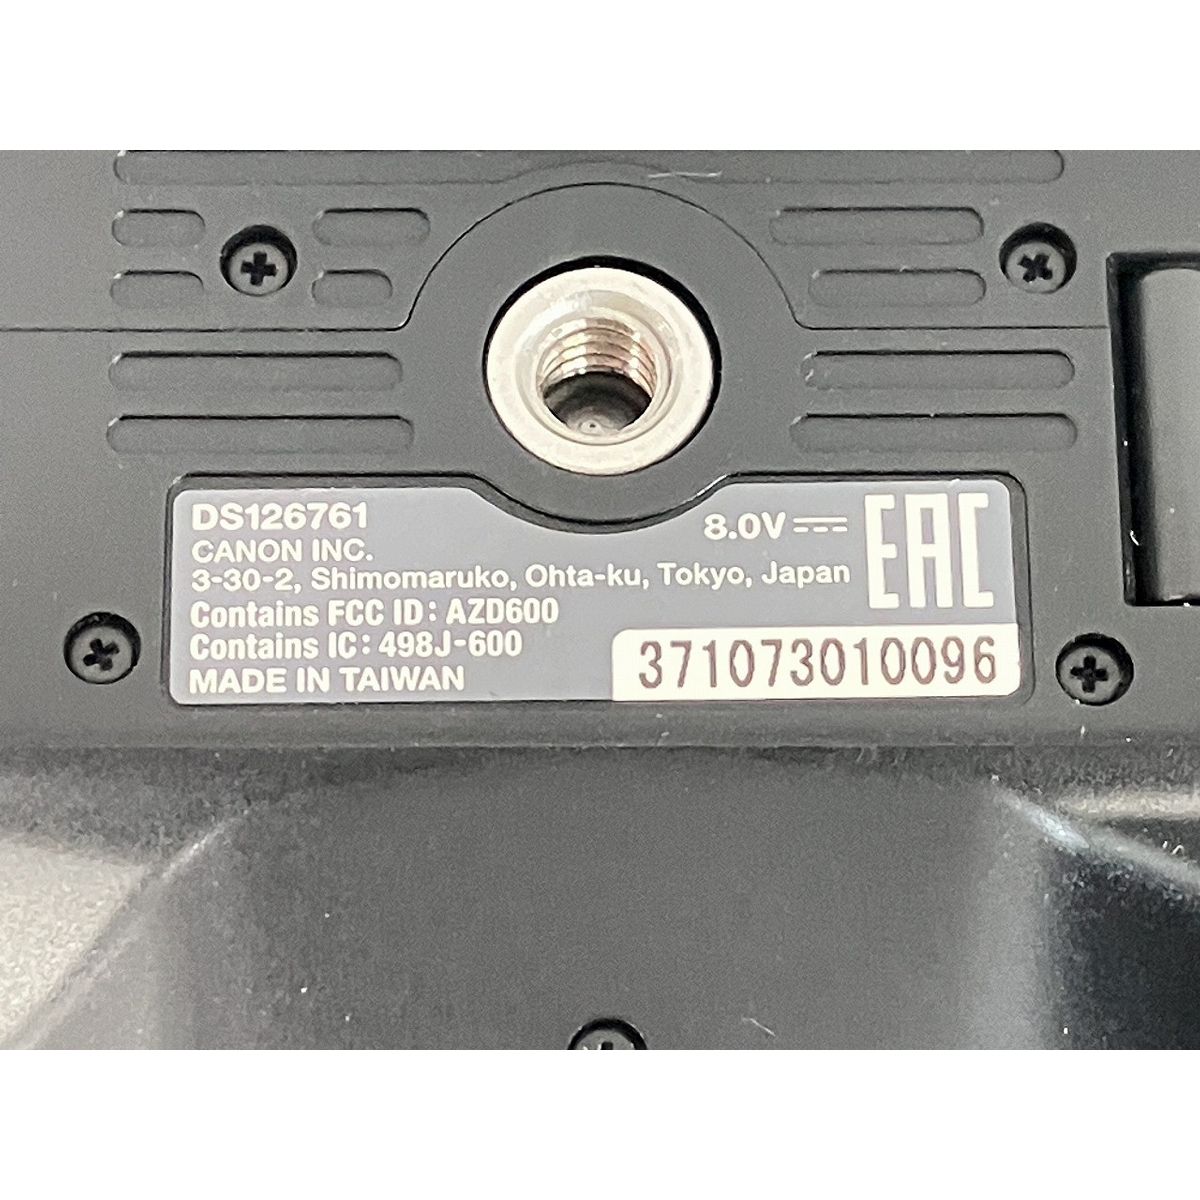 DS126761
CANON INC.
8.0V ⎓
EAC
3-30-2, Shimomaruko, Ohta-ku, Tokyo, Japan
Contains FCC ID: AZD600
Contains IC: 498J-600
MADE IN TAIWAN
371073010096